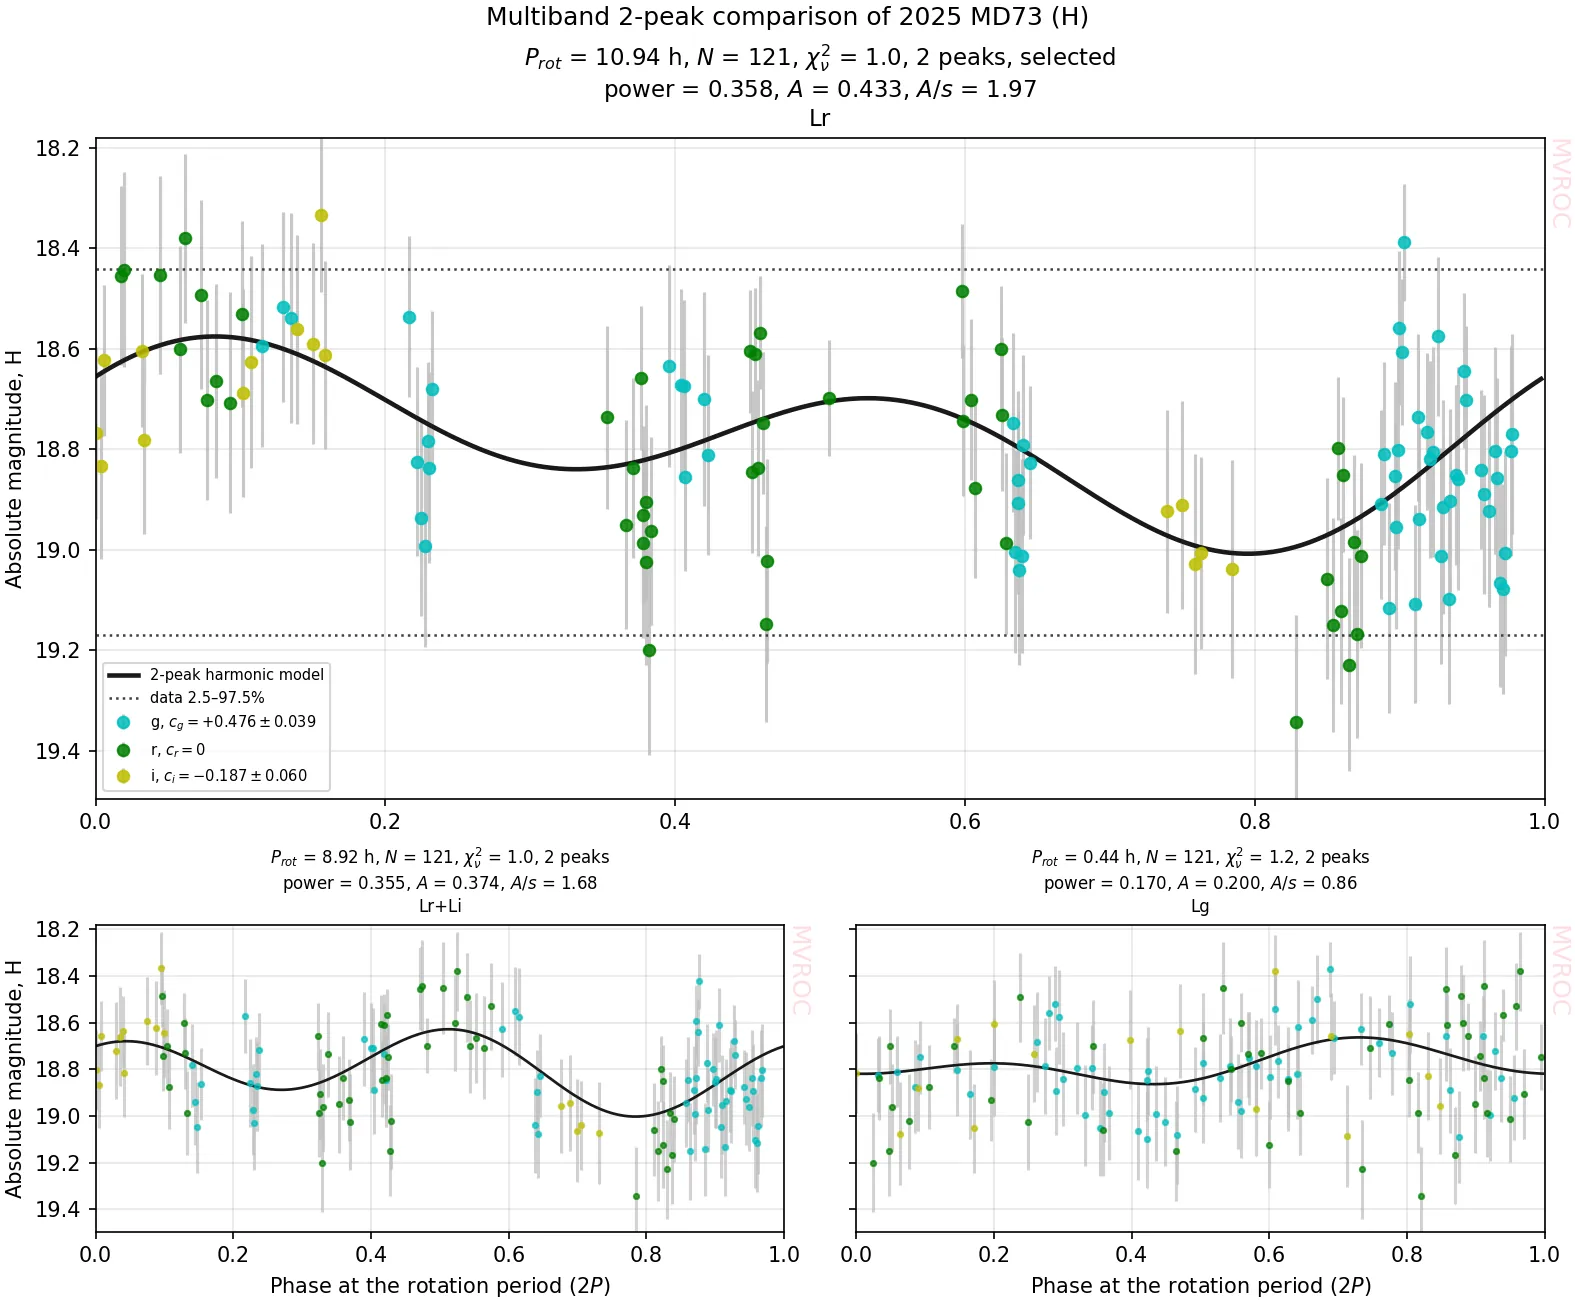 Multiband 2-peak comparison of 2025 MD73 (H)
P_rot = 10.94 h, N = 121, χ²_ν = 1.0, 2 peaks, selected
power = 0.358, A = 0.433, A/s = 1.97
Lr
18.2
18.4
18.6
18.8
19.0
19.2
19.4
Absolute magnitude, H
MVROC
2-peak harmonic model
data 2.5–97.5%
g, c_g = +0.476 ± 0.039
r, c_r = 0
i, c_i = −0.187 ± 0.060
0.0 0.2 0.4 0.6 0.8 1.0
P_rot = 8.92 h, N = 121, χ²_ν = 1.0, 2 peaks
power = 0.355, A = 0.374, A/s = 1.68
Lr+Li
18.2
18.4
18.6
18.8
19.0
19.2
19.4
Absolute magnitude, H
MVROC
0.0 0.2 0.4 0.6 0.8 1.0
Phase at the rotation period (2P)
P_rot = 0.44 h, N = 121, χ²_ν = 1.2, 2 peaks
power = 0.170, A = 0.200, A/s = 0.86
Lg
MVROC
0.0 0.2 0.4 0.6 0.8 1.0
Phase at the rotation period (2P)